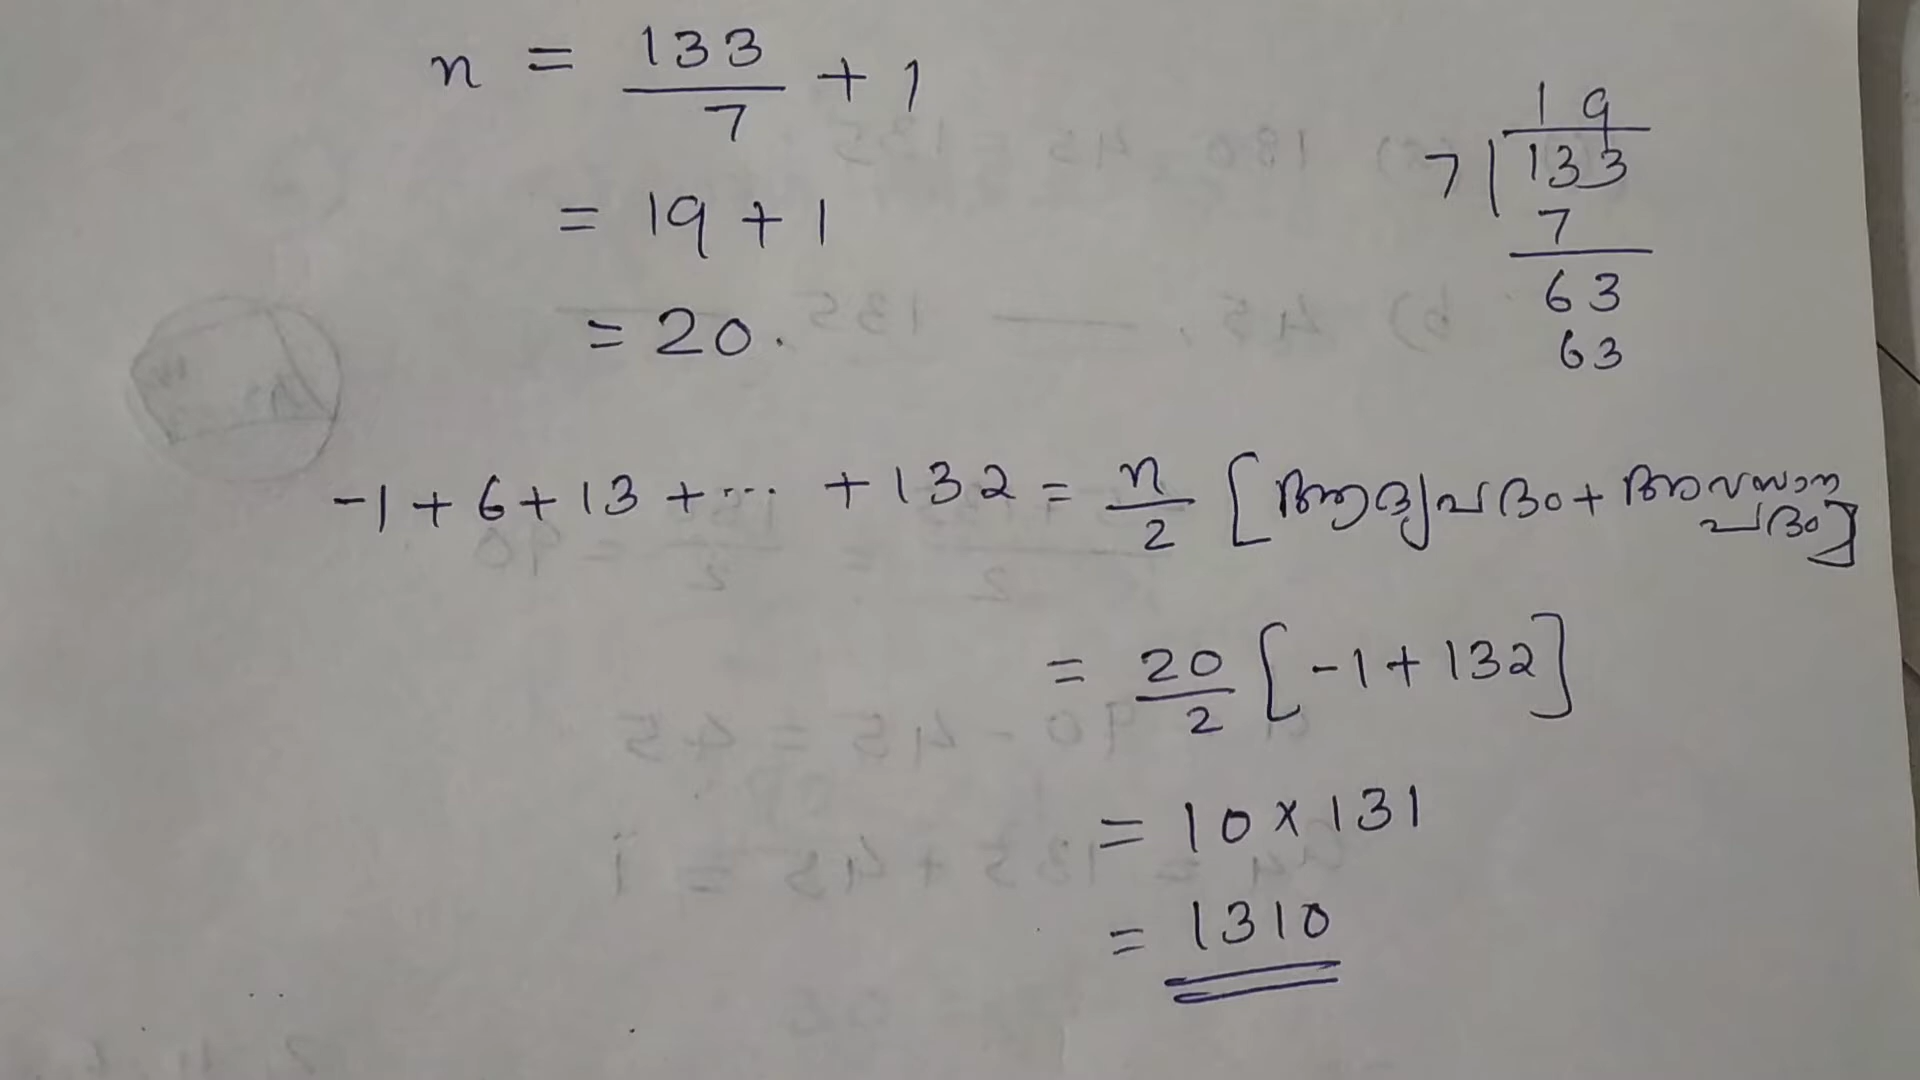 n = 133/7 + 1
= 19 + 1
= 20.
19
7 | 133
7
63
63
-1 + 6 + 13 + ... + 132 = n/2 [ആദ്യപദം + അവസാന
പദം]
= 20/2 [-1 + 132]
= 10 × 131
= 1310